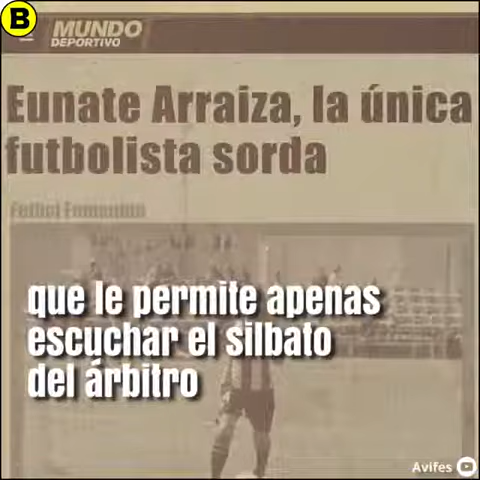 B
MUNDO
DEPORTIVO
Eunate Arraiza, la única
futbolista sorda
Fútbol Femenino
que le permite apenas
escuchar el silbato
del árbitro
Avifes